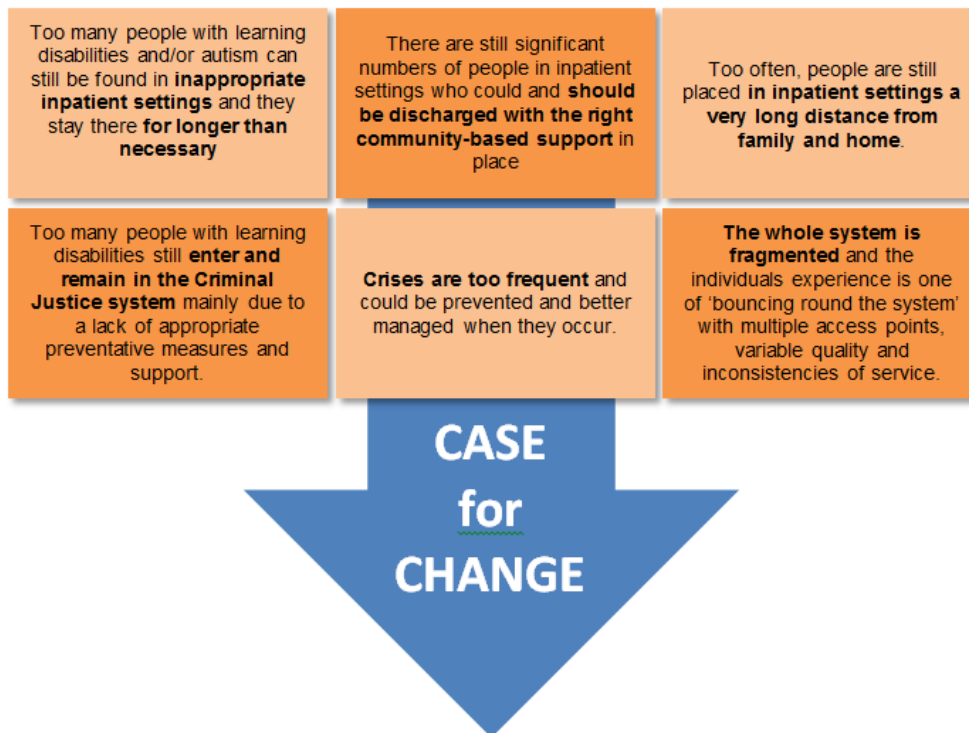 Too many people with learning
disabilities and/or autism can
still be found in inappropriate
inpatient settings and they
stay there for longer than
necessary
There are still significant
numbers of people in inpatient
settings who could and should
be discharged with the right
community-based support in
place
Too often, people are still
placed in inpatient settings a
very long distance from
family and home.
Too many people with learning
disabilities still enter and
remain in the Criminal
Justice system mainly due to
a lack of appropriate
preventative measures and
support.
Crises are too frequent and
could be prevented and better
managed when they occur.
The whole system is
fragmented and the
individuals experience is one
of ‘bouncing round the system’
with multiple access points,
variable quality and
inconsistencies of service.
CASE
for
CHANGE